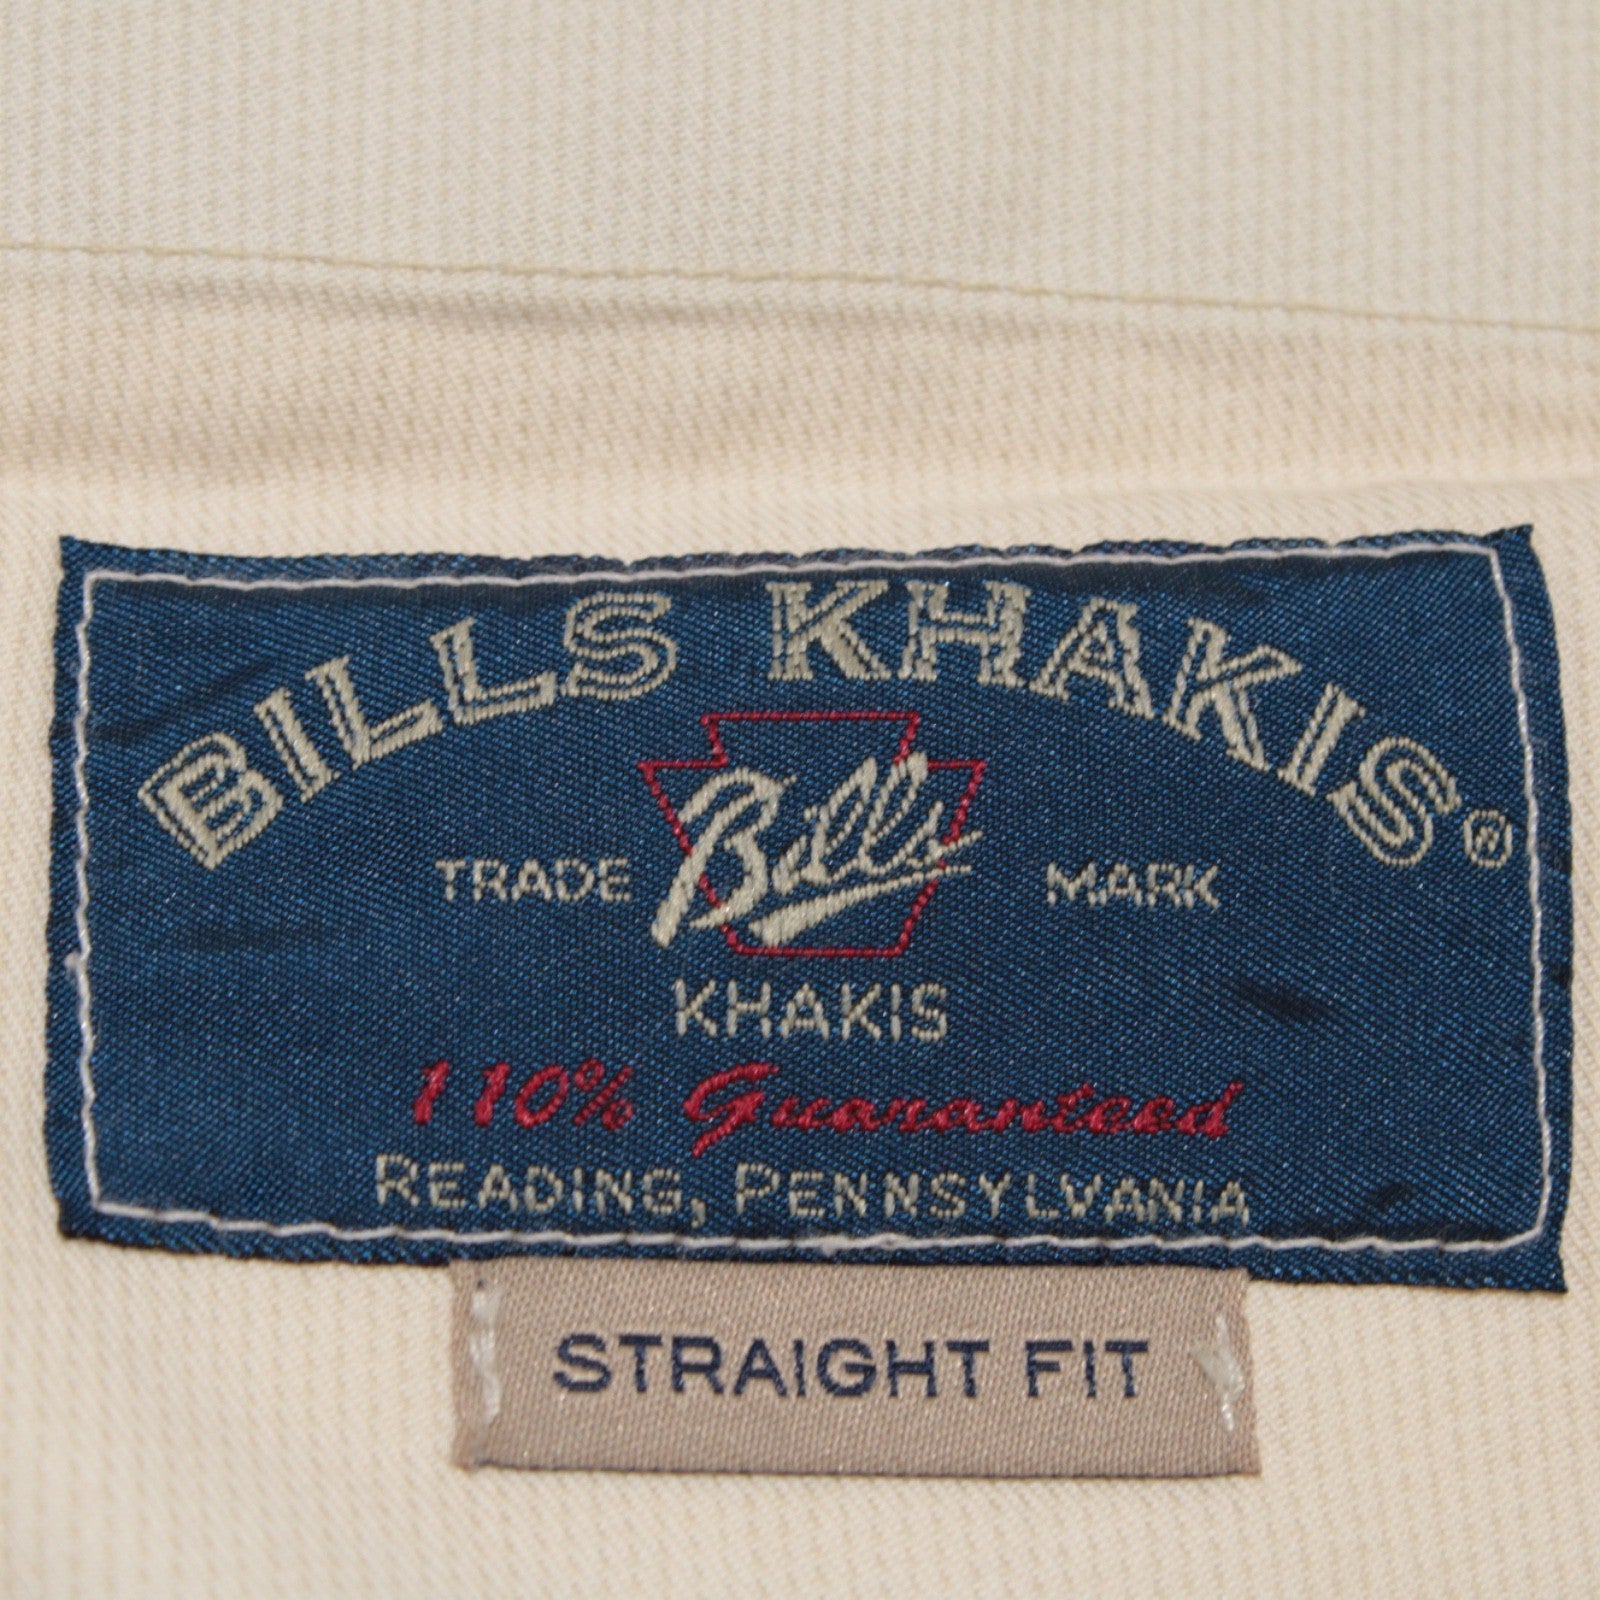 BILLS KHAKIS®
TRADE Bills MARK
KHAKIS
110% Guaranteed
READING, PENNSYLVANIA
STRAIGHT FIT